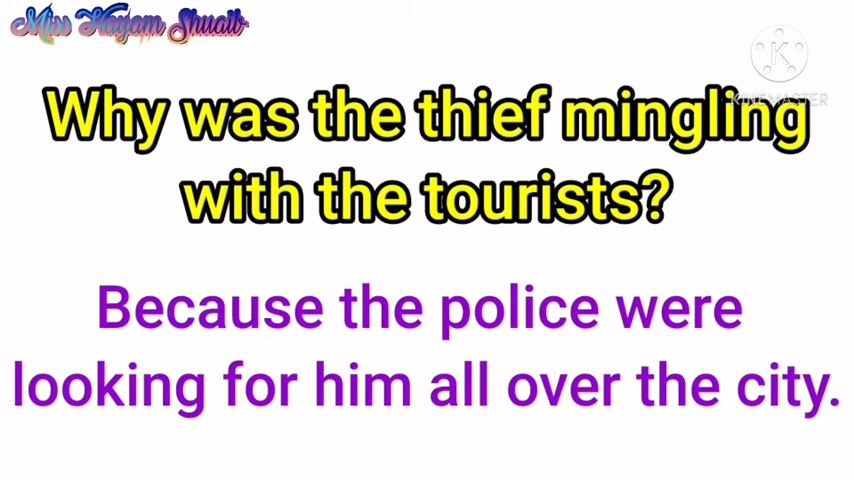 Miss Hayam Shuaib
K
KINEMASTER
Why was the thief mingling
with the tourists?
Because the police were
looking for him all over the city.